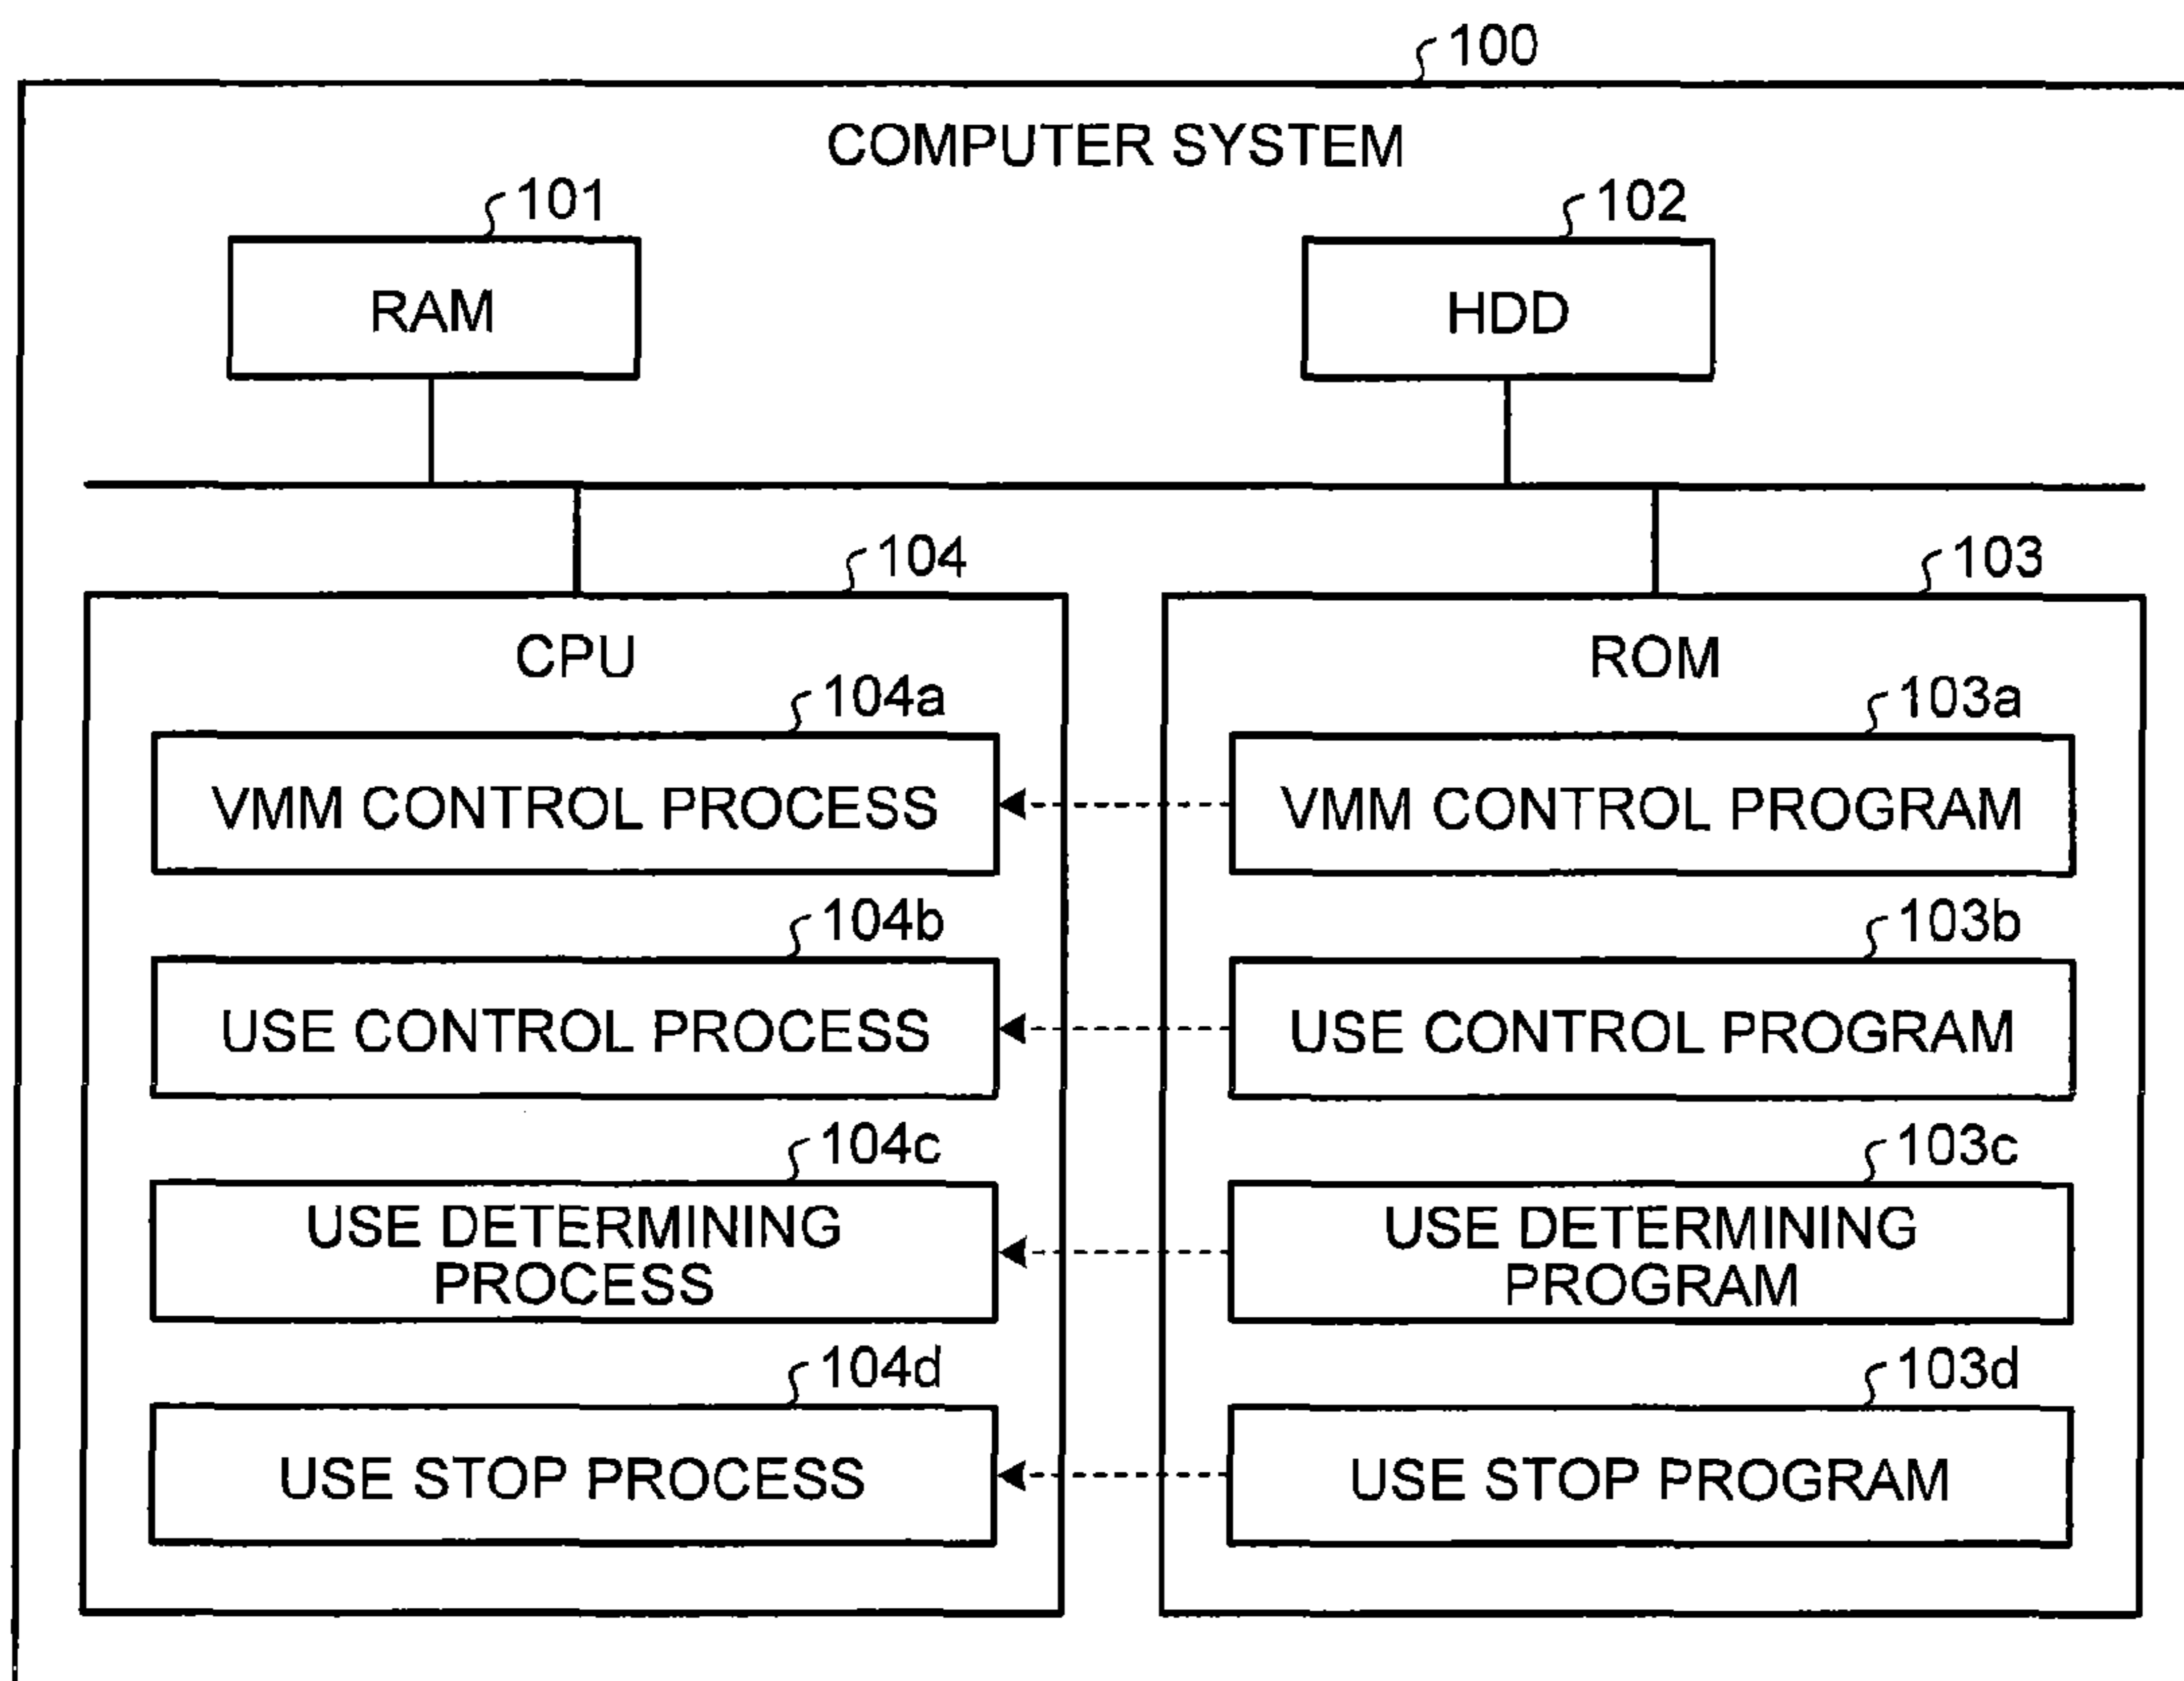 100
COMPUTER SYSTEM
101
102
RAM
HDD
104
103
CPU
ROM
104a
103a
VMM CONTROL PROCESS
VMM CONTROL PROGRAM
104b
103b
USE CONTROL PROCESS
USE CONTROL PROGRAM
104c
103c
USE DETERMINING
PROCESS
USE DETERMINING
PROGRAM
104d
103d
USE STOP PROCESS
USE STOP PROGRAM